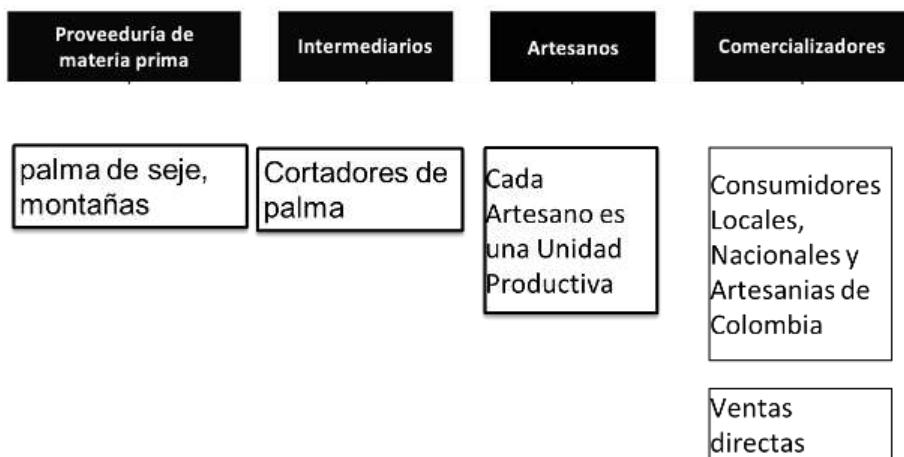 Proveeduría de
materia prima
Intermediarios
Artesanos
Comercializadores
palma de seje,
montañas
Cortadores de
palma
Cada
Artesano es
una Unidad
Productiva
Consumidores
Locales,
Nacionales y
Artesanias de
Colombia
Ventas
directas